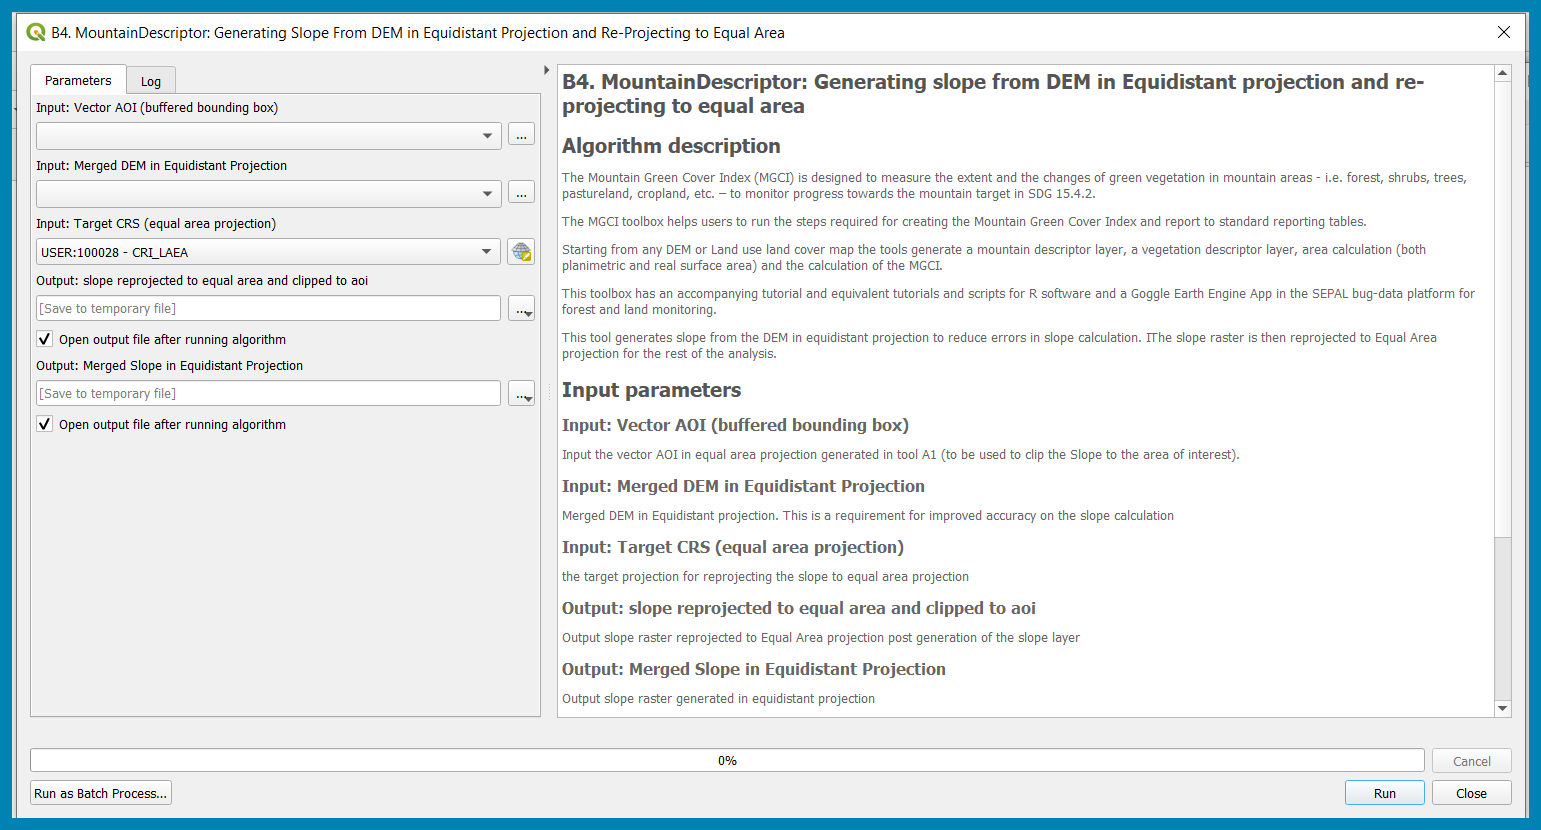 B4. MountainDescriptor: Generating Slope From DEM in Equidistant Projection and Re-Projecting to Equal Area
Parameters
Log
Input: Vector AOI (buffered bounding box)
...
Input: Merged DEM in Equidistant Projection
...
Input: Target CRS (equal area projection)
USER:100028 - CRI_LAEA
Output: slope reprojected to equal area and clipped to aoi
[Save to temporary file]
...
Open output file after running algorithm
Output: Merged Slope in Equidistant Projection
[Save to temporary file]
...
Open output file after running algorithm
B4. MountainDescriptor: Generating slope from DEM in Equidistant projection and re-
projecting to equal area
Algorithm description
The Mountain Green Cover Index (MGCI) is designed to measure the extent and the changes of green vegetation in mountain areas - i.e. forest, shrubs, trees,
pastureland, cropland, etc. – to monitor progress towards the mountain target in SDG 15.4.2.
The MGCI toolbox helps users to run the steps required for creating the Mountain Green Cover Index and report to standard reporting tables.
Starting from any DEM or Land use land cover map the tools generate a mountain descriptor layer, a vegetation descriptor layer, area calculation (both
planimetric and real surface area) and the calculation of the MGCI.
This toolbox has an accompanying tutorial and equivalent tutorials and scripts for R software and a Goggle Earth Engine App in the SEPAL bug-data platform for
forest and land monitoring.
This tool generates slope from the DEM in equidistant projection to reduce errors in slope calculation. IThe slope raster is then reprojected to Equal Area
projection for the rest of the analysis.
Input parameters
Input: Vector AOI (buffered bounding box)
Input the vector AOI in equal area projection generated in tool A1 (to be used to clip the Slope to the area of interest).
Input: Merged DEM in Equidistant Projection
Merged DEM in Equidistant projection. This is a requirement for improved accuracy on the slope calculation
Input: Target CRS (equal area projection)
the target projection for reprojecting the slope to equal area projection
Output: slope reprojected to equal area and clipped to aoi
Output slope raster reprojected to Equal Area projection post generation of the slope layer
Output: Merged Slope in Equidistant Projection
Output slope raster generated in equidistant projection
0%
Cancel
Run as Batch Process...
Run
Close